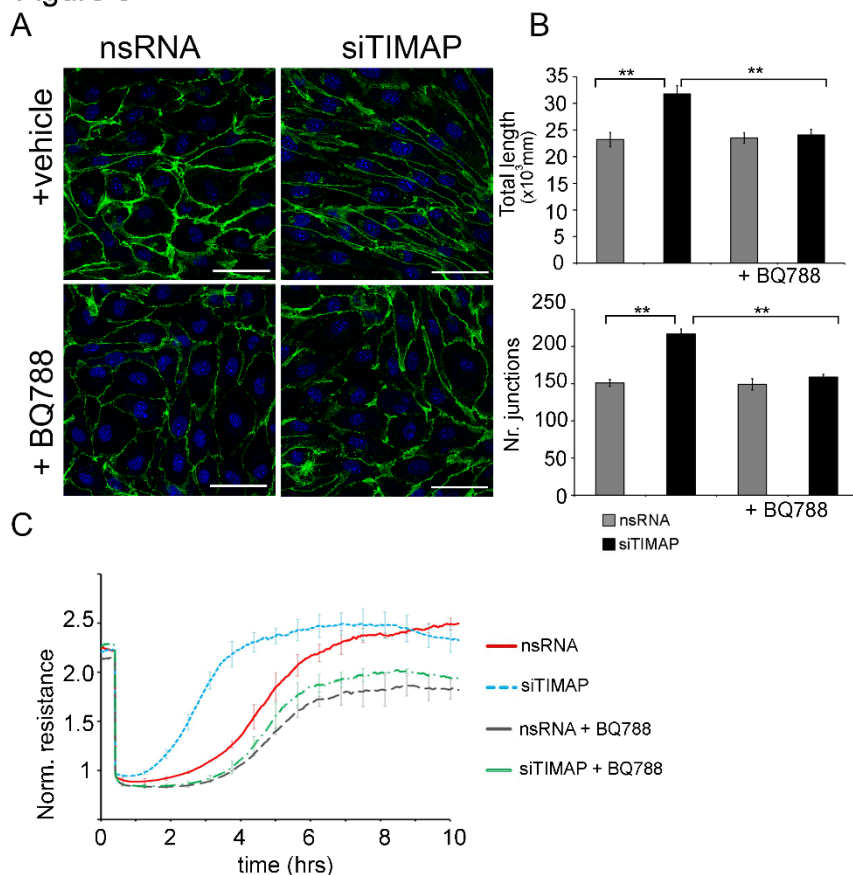 A
nsRNA
siTIMAP
+vehicle
+ BQ788
B
Total length
(x10³mm)
35
30
25
20
15
10
5
0
**
**
+ BQ788
Nr. junctions
250
200
150
100
50
0
**
**
+ BQ788
nsRNA
siTIMAP
C
Norm. resistance
2.5
2.0
1.5
1
0
2
4
6
8
10
time (hrs)
nsRNA
siTIMAP
nsRNA + BQ788
siTIMAP + BQ788